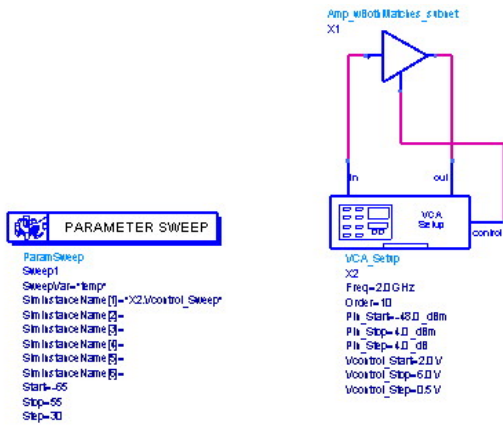 Amp_wBothMatches_subnet
X1
in
out
VCA
Setup
control
VCA_Setup
X2
Freq=2.0 GHz
Order=10
Pin_Start=-48.0 _dBm
Pin_Stop=4.0 _dBm
Pin_Step=4.0 _dB
Vcontrol_Start=2.0 V
Vcontrol_Stop=6.0 V
Vcontrol_Step=0.5 V
PARAMETER SWEEP
ParamSweep
Sweep1
SweepVar="temp"
SimInstanceName[1]="X2.Vcontrol_Sweep"
SimInstanceName[2]=
SimInstanceName[3]=
SimInstanceName[4]=
SimInstanceName[5]=
SimInstanceName[6]=
Start=-65
Stop=55
Step=30